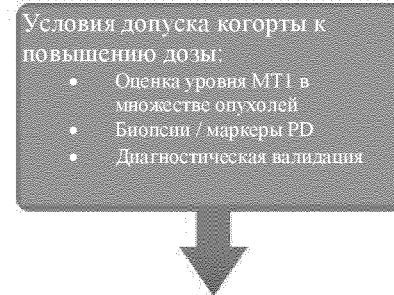 Условия допуска когорты к
повышению дозы:
• Оценка уровня MT1 в
множестве опухолей
• Биопсии / маркеры PD
• Диагностическая валидация